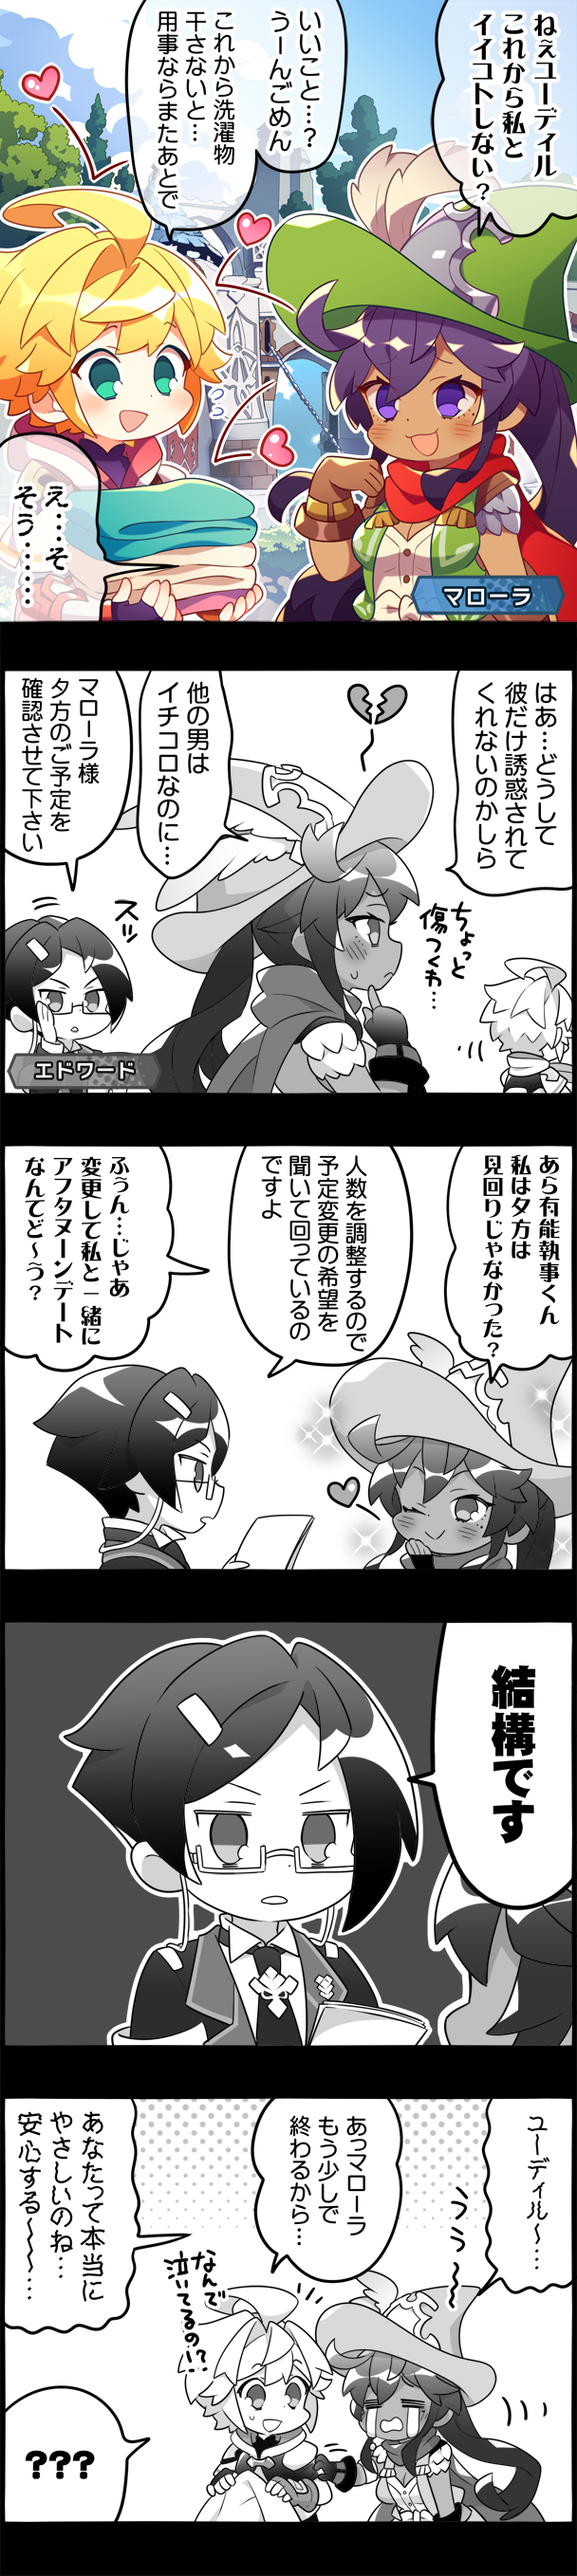 ねぇユーディル
これから私と
イイコトしない？
いいこと…？
うーんごめん
これから洗濯物
干さないと…
用事ならまたあとで
え…そ
そう……
マローラ
はあ…どうして
彼だけ誘惑されて
くれないのかしら
他の男は
イチコロなのに…
ちょっと
傷つくわ…
マローラ様
夕方のご予定を
確認させて下さい
スッ
エドワード
あら有能執事くん
私は夕方は
見回りじゃなかった？
人数を調整するので
予定変更の希望を
聞いて回っているの
ですよ
ふぅん…じゃあ
変更して私と一緒に
アフタヌーンデート
なんてど～う？
結構です
ユーディル～…
うぅ～
あっマローラ
もう少しで
終わるから…
なんで
泣いてるの！？
あなたって本当に
やさしいのね…
安心する～～～…
？？？